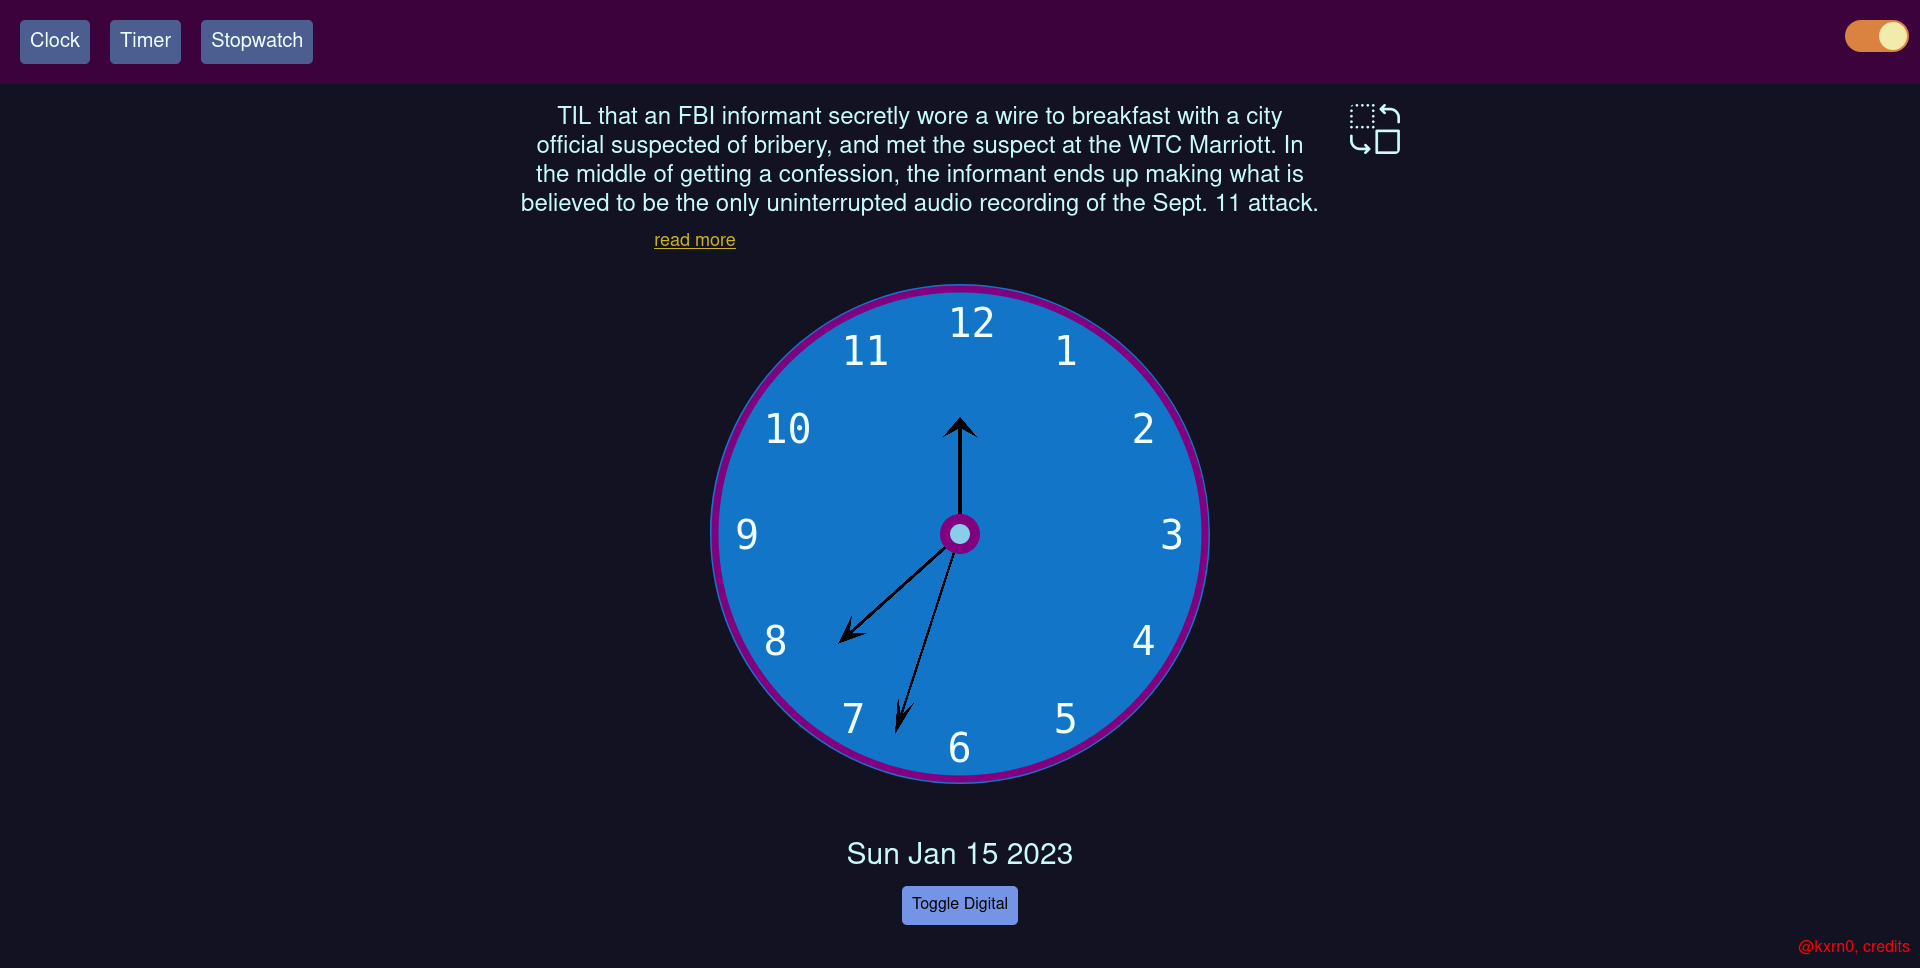 Clock
Timer
Stopwatch
TIL that an FBI informant secretly wore a wire to breakfast with a city
official suspected of bribery, and met the suspect at the WTC Marriott. In
the middle of getting a confession, the informant ends up making what is
believed to be the only uninterrupted audio recording of the Sept. 11 attack.
read more
12
11
1
10
2
9
3
8
4
7
5
6
Sun Jan 15 2023
Toggle Digital
@kxrn0, credits